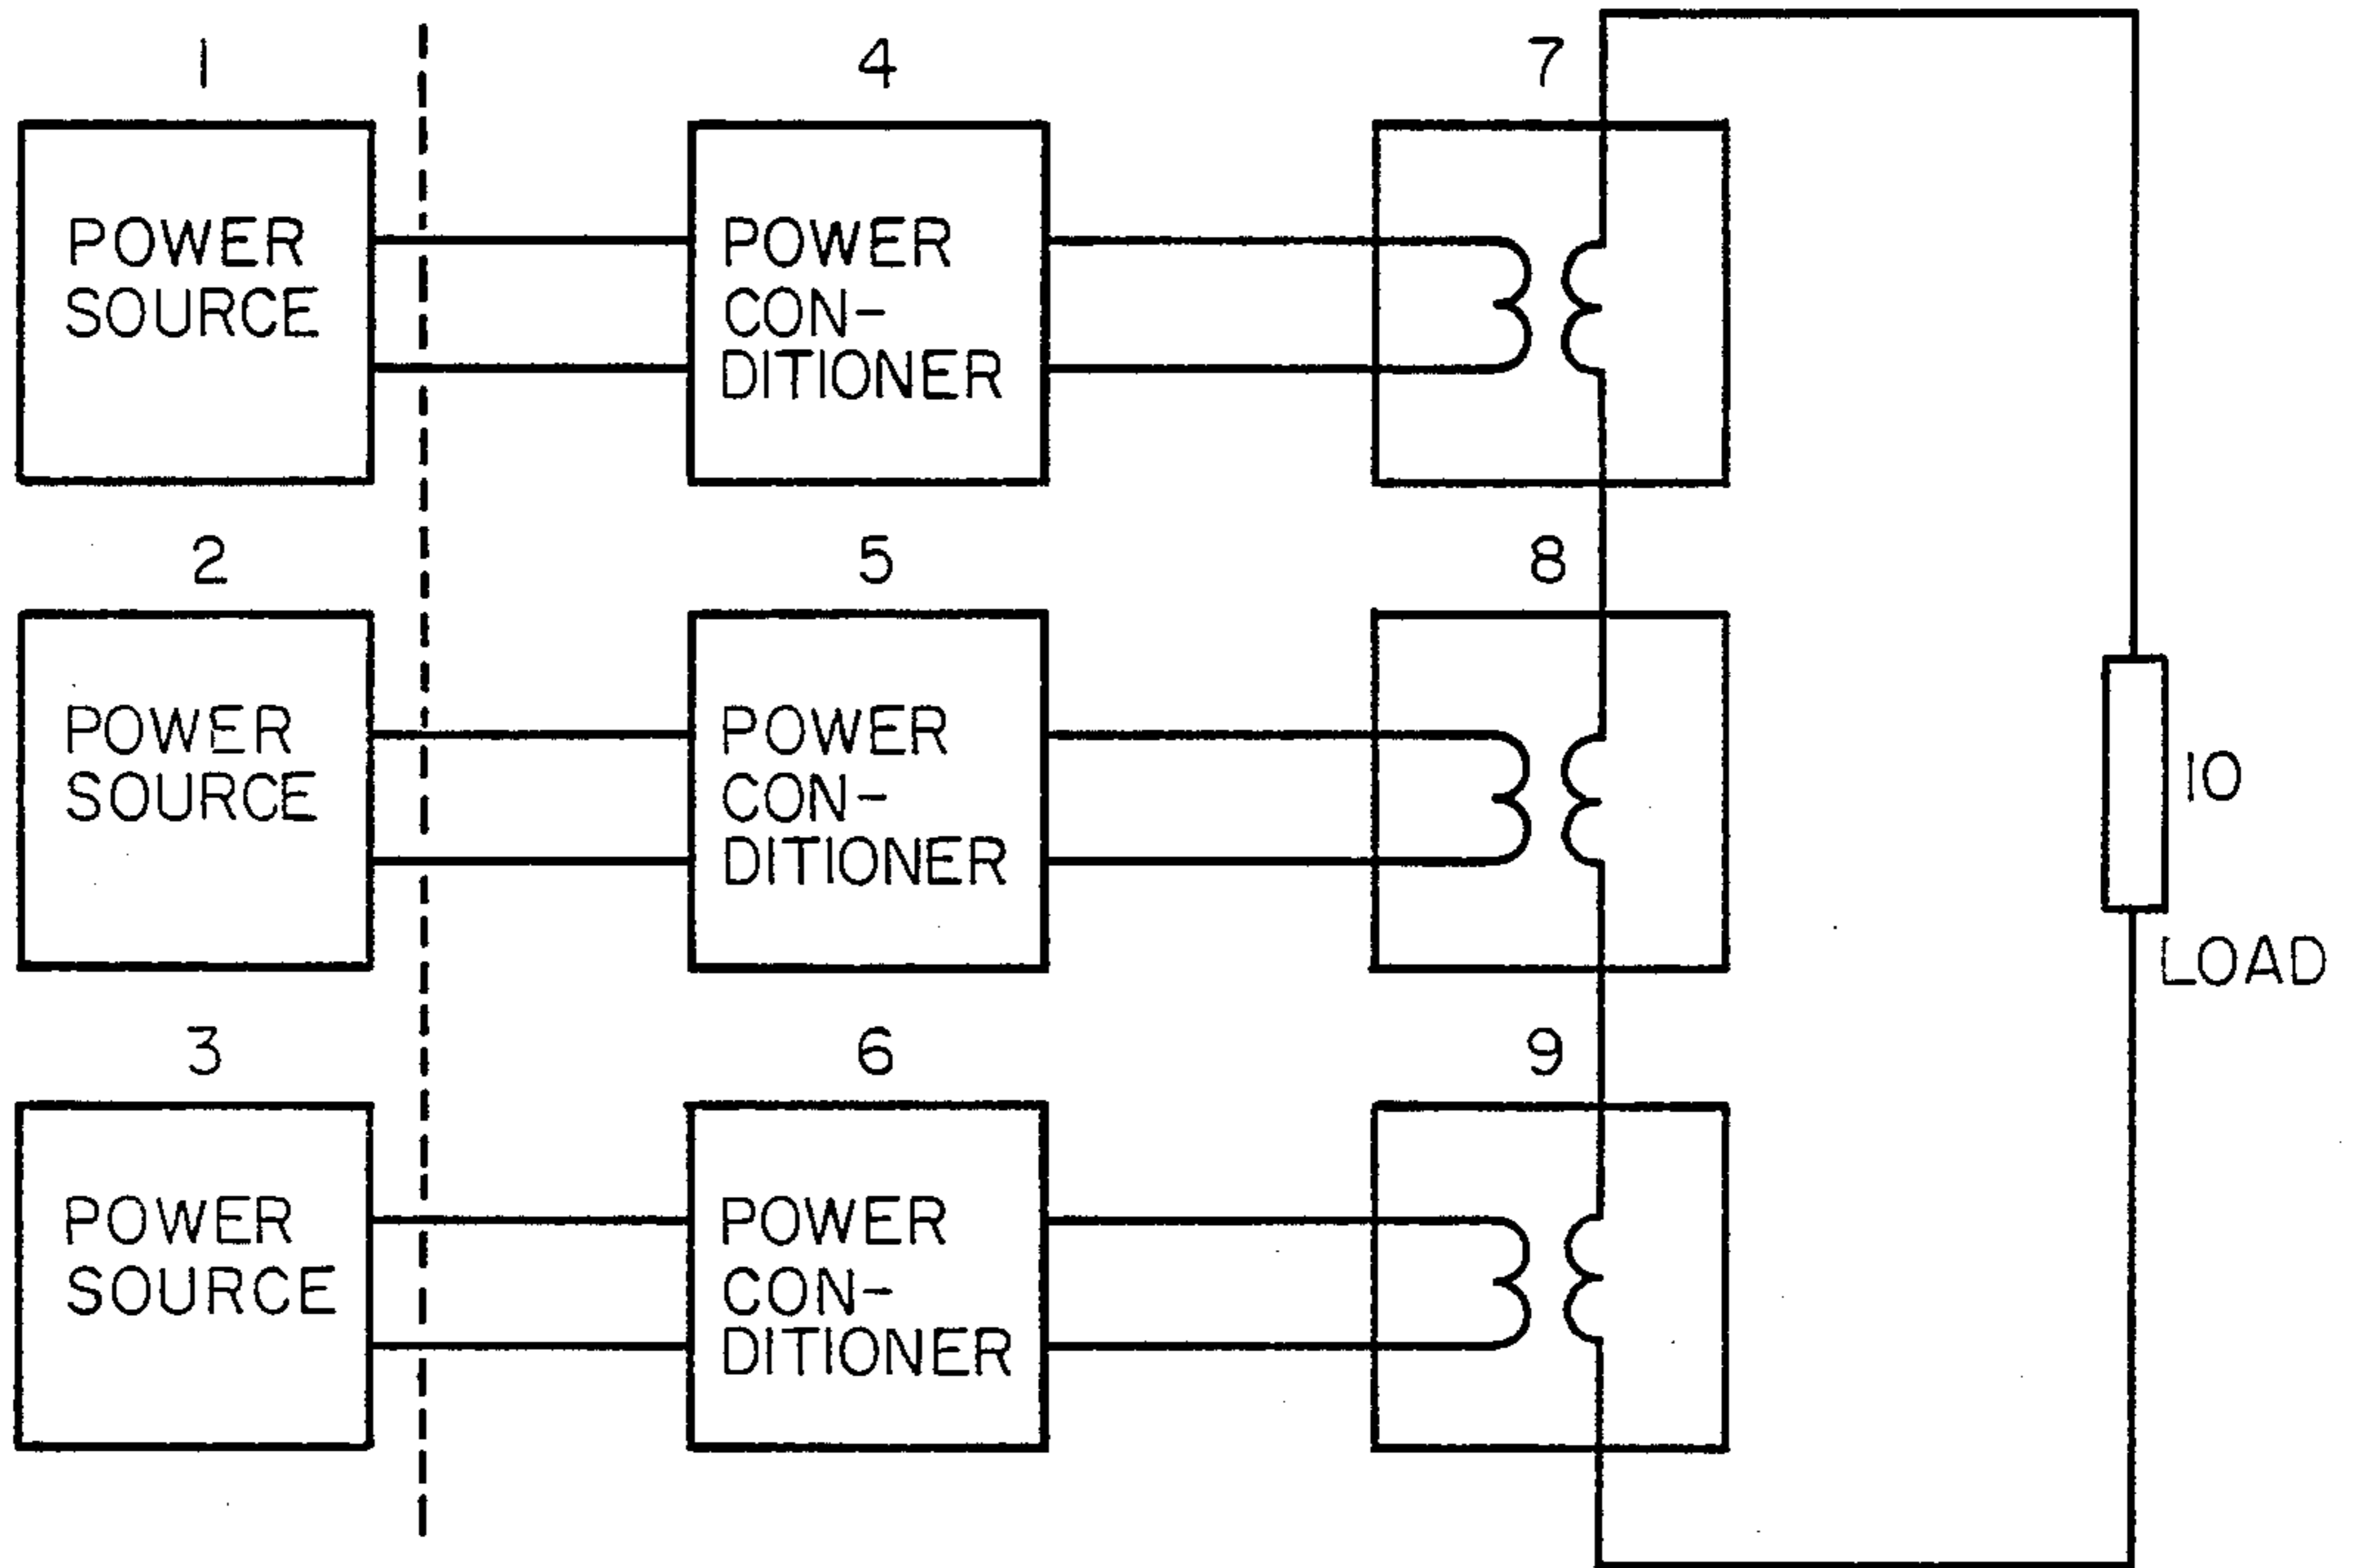 1
4
7
POWER
SOURCE
POWER
CON-
DITIONER
2
5
8
POWER
SOURCE
POWER
CON-
DITIONER
10
LOAD
3
6
9
POWER
SOURCE
POWER
CON-
DITIONER